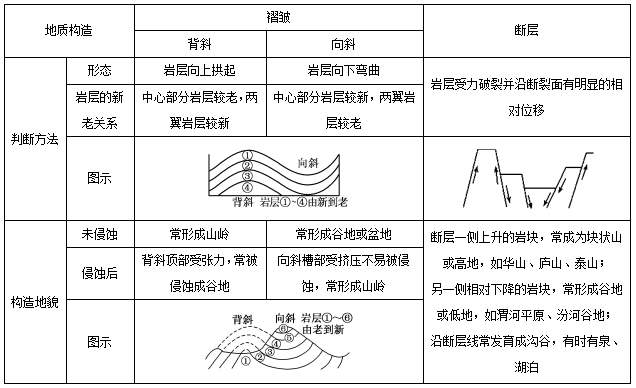 地质构造
褶皱
断层
背斜
向斜
判断方法
形态
岩层向上拱起
岩层向下弯曲
岩层受力破裂并沿断裂面有明显的相
对位移
岩层的新
老关系
中心部分岩层较老，两
翼岩层较新
中心部分岩层较新，两翼岩
层较老
图示
①
②
③
④
向斜
背斜 岩层①~④由新到老
构造地貌
未侵蚀
常形成山岭
常形成谷地或盆地
断层一侧上升的岩块，常成为块状山
或高地，如华山、庐山、泰山；
另一侧相对下降的岩块，常形成谷地
或低地，如渭河平原、汾河谷地；
沿断层线常发育成沟谷，有时有泉、
湖泊
侵蚀后
背斜顶部受张力，常被
侵蚀成谷地
向斜槽部受挤压不易被侵
蚀，常形成山岭
图示
背斜
向斜
岩层①~⑥
由老到新
⑥
⑤
④
③
②
①